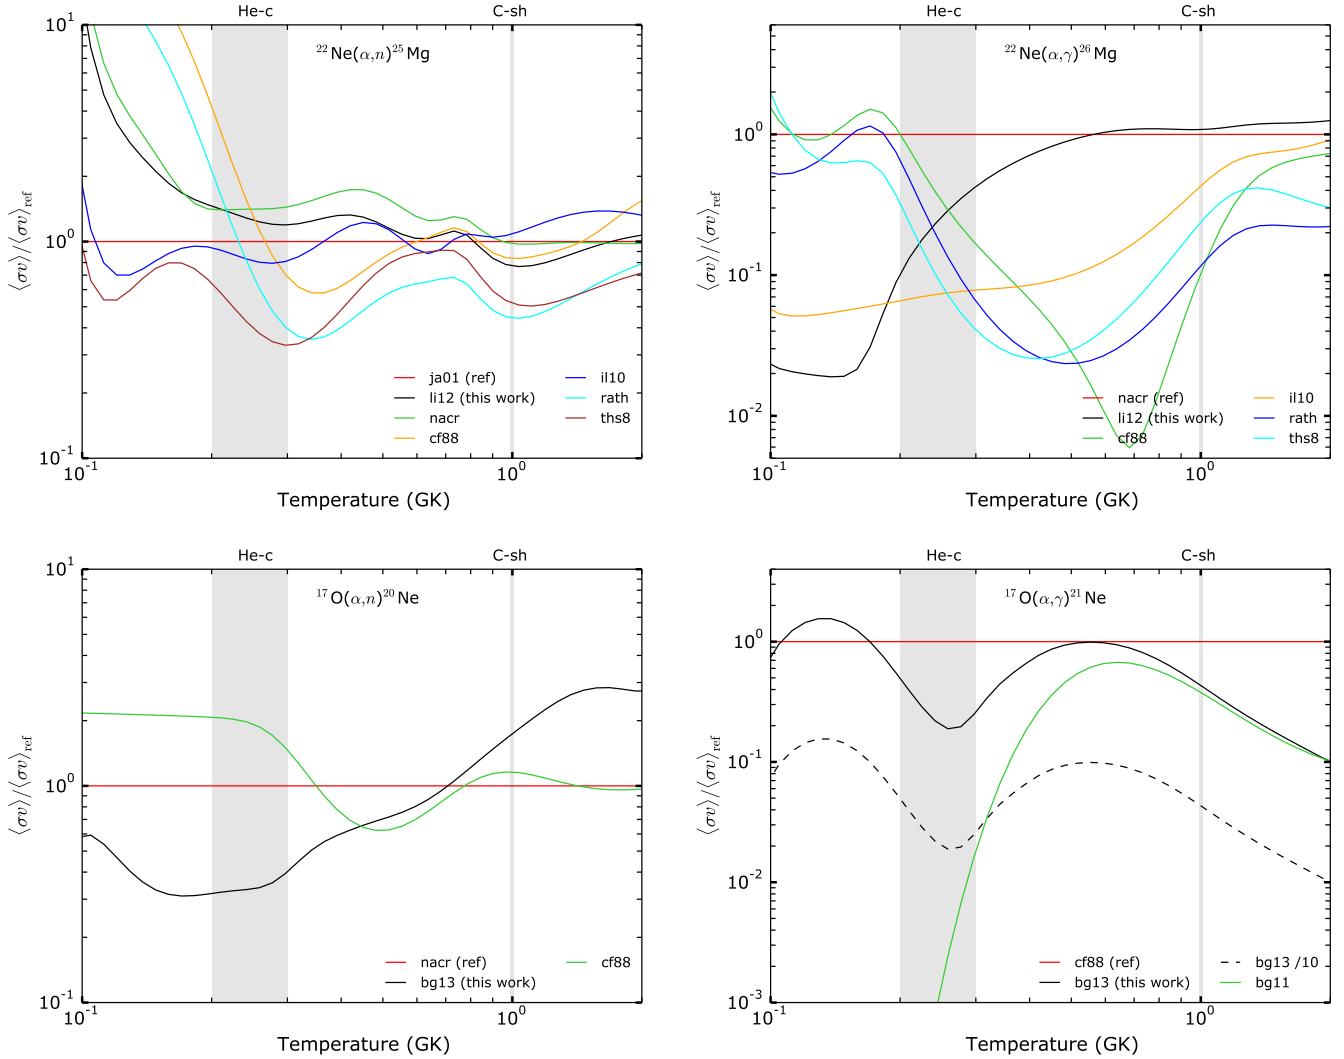 He-c C-sh
²²Ne(α,n)²⁵Mg
10¹
10⁰
10⁻¹
⟨σv⟩/⟨σv⟩ref
ja01 (ref)
li12 (this work)
nacr
cf88
il10
rath
ths8
10⁻¹ 10⁰
Temperature (GK)
He-c C-sh
²²Ne(α,γ)²⁶Mg
10⁰
10⁻¹
10⁻²
⟨σv⟩/⟨σv⟩ref
nacr (ref)
li12 (this work)
cf88
il10
rath
ths8
10⁻¹ 10⁰
Temperature (GK)
He-c C-sh
¹⁷O(α,n)²⁰Ne
10¹
10⁰
10⁻¹
⟨σv⟩/⟨σv⟩ref
nacr (ref)
bg13 (this work)
cf88
10⁻¹ 10⁰
Temperature (GK)
He-c C-sh
¹⁷O(α,γ)²¹Ne
10⁰
10⁻¹
10⁻²
10⁻³
⟨σv⟩/⟨σv⟩ref
cf88 (ref)
bg13 (this work)
bg13 /10
bg11
10⁻¹ 10⁰
Temperature (GK)